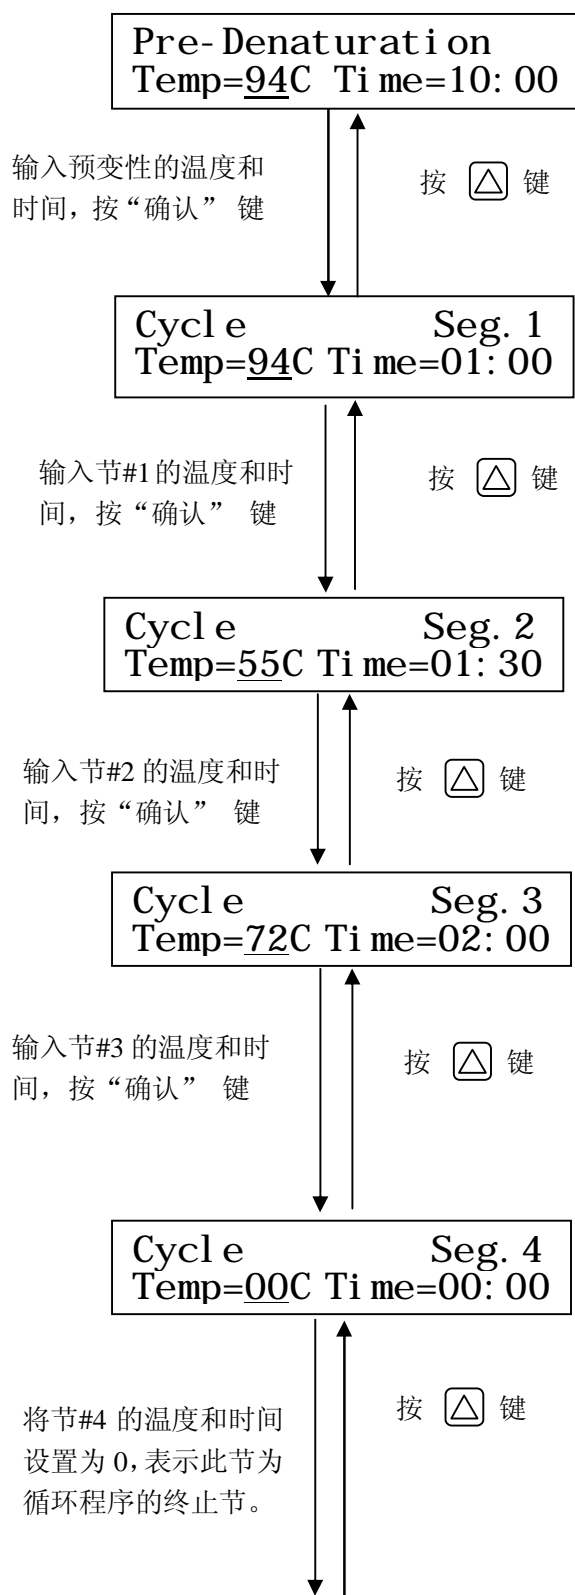 Pre-Denaturation
Temp=94C Time=10:00
输入预变性的温度和
时间，按“确认” 键
按 键
Cycle Seg.1
Temp=94C Time=01:00
输入节#1的温度和时
间，按“确认” 键
按 键
Cycle Seg.2
Temp=55C Time=01:30
输入节#2 的温度和时
间，按“确认” 键
按 键
Cycle Seg.3
Temp=72C Time=02:00
输入节#3 的温度和时
间，按“确认” 键
按 键
Cycle Seg.4
Temp=00C Time=00:00
将节#4 的温度和时间
设置为 0，表示此节为
循环程序的终止节。
按 键